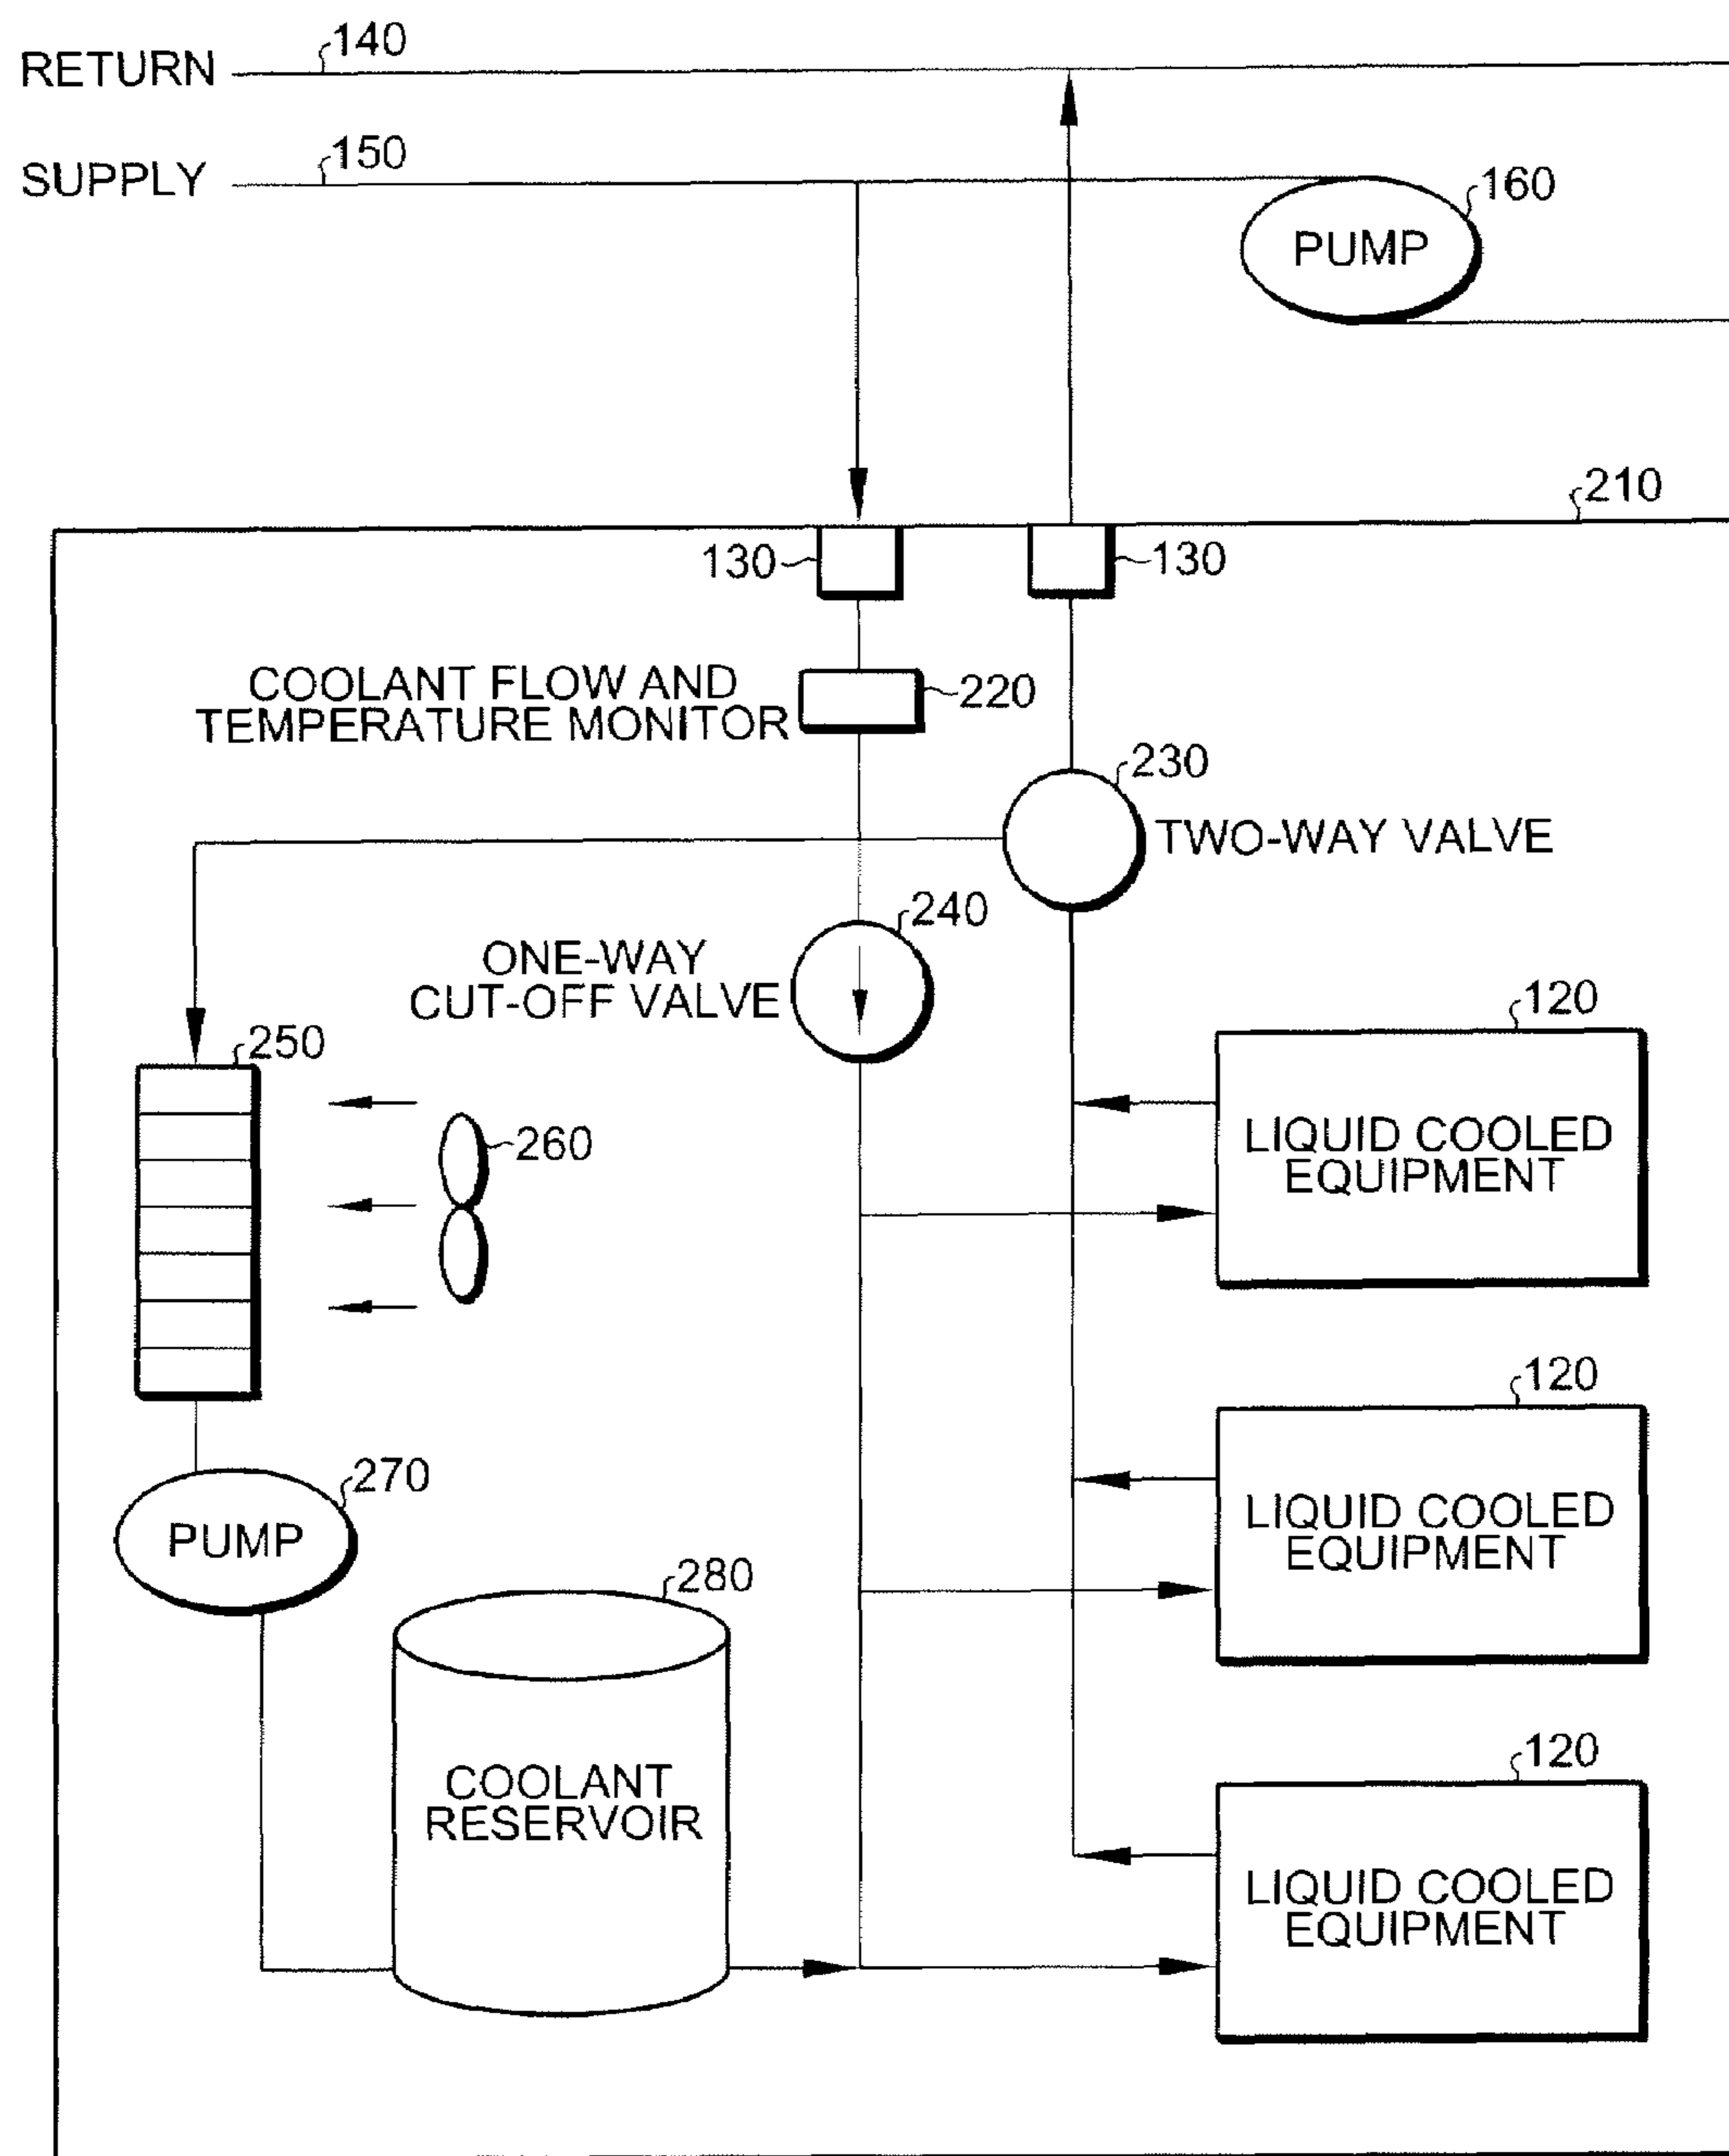 140
RETURN
150
SUPPLY
160
PUMP
210
130
130
COOLANT FLOW AND
TEMPERATURE MONITOR
220
230
TWO-WAY VALVE
240
ONE-WAY
CUT-OFF VALVE
120
250
LIQUID COOLED
EQUIPMENT
260
120
270
PUMP
LIQUID COOLED
EQUIPMENT
280
120
COOLANT
RESERVOIR
LIQUID COOLED
EQUIPMENT